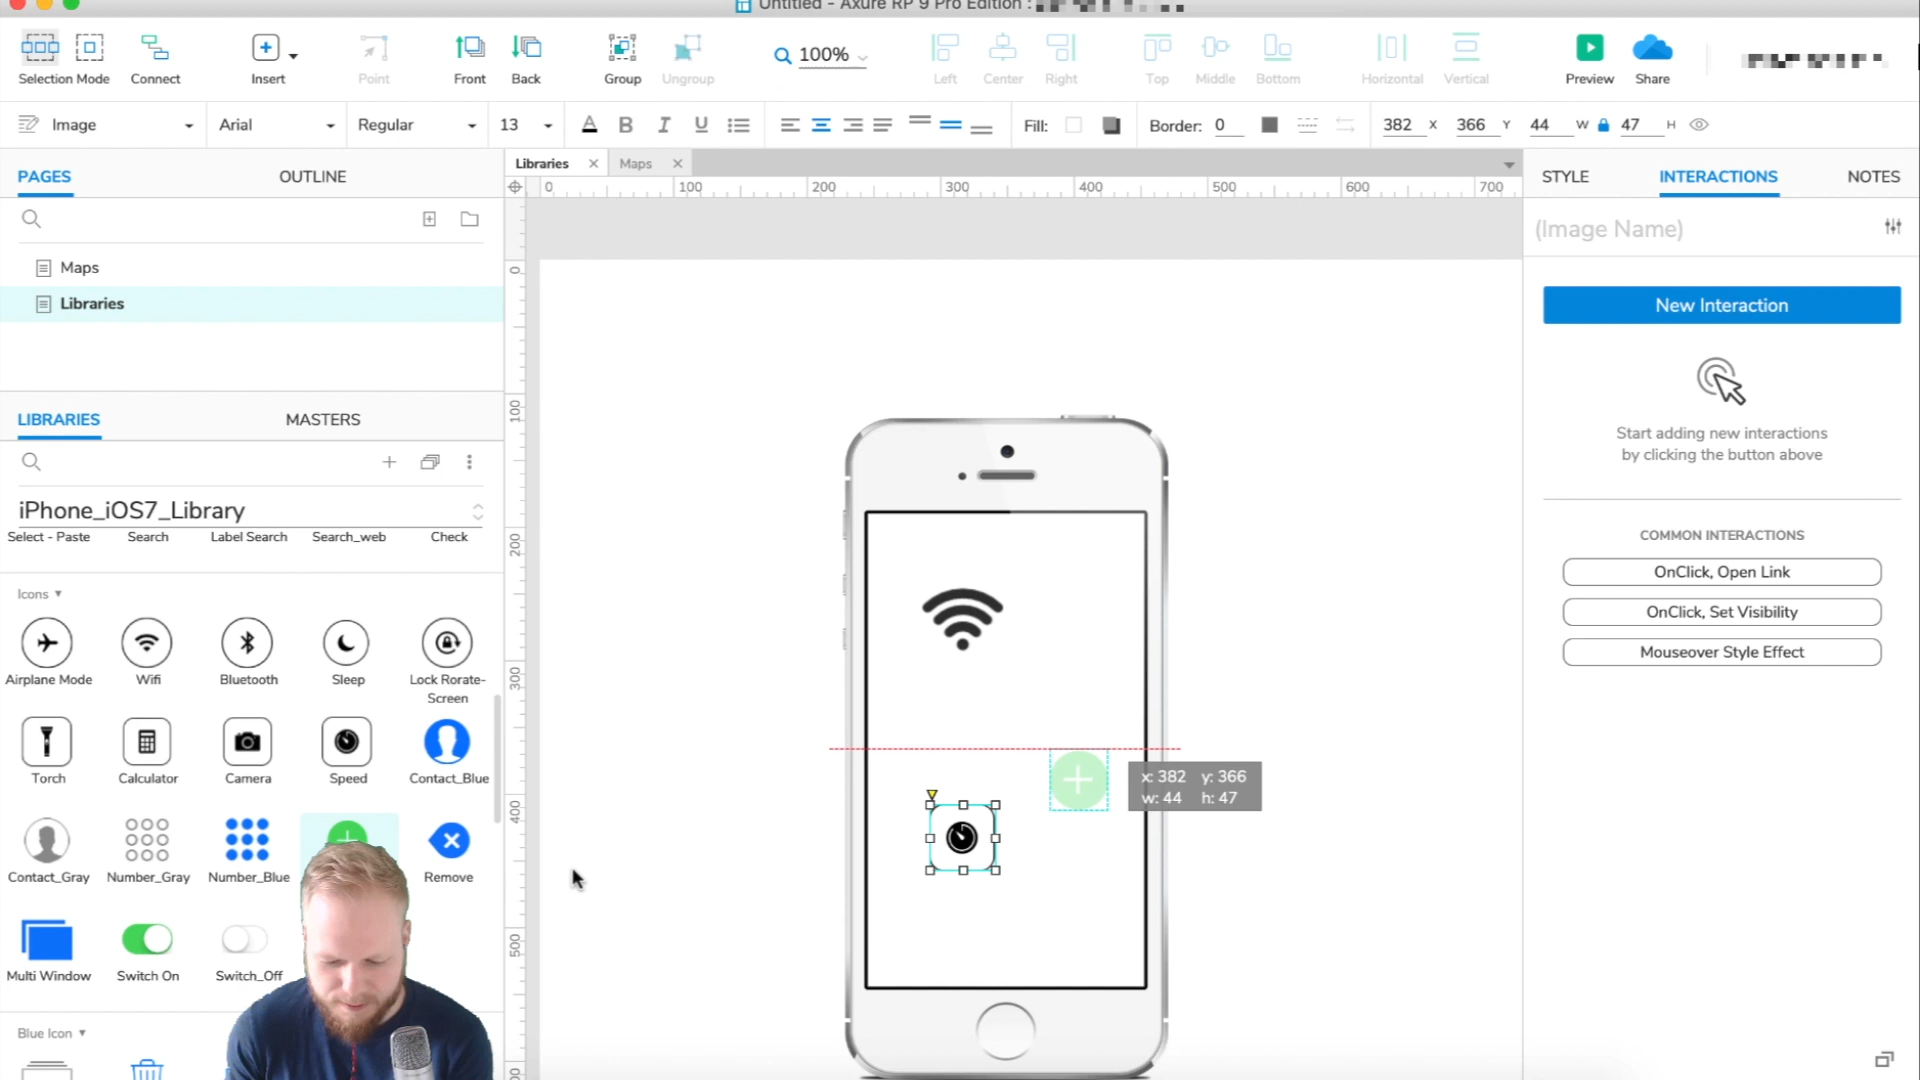 Untitled - Axure RP 9 Pro Edition :
Selection Mode Connect Insert Point Front Back Group Ungroup 100% Left Center Right Top Middle Bottom Horizontal Vertical Preview Share
Image Arial Regular 13 Fill: Border: 0 382 X 366 Y 44 W 47 H
PAGES OUTLINE
Libraries Maps
0 100 200 300 400 500 600 700
STYLE INTERACTIONS NOTES
(Image Name)
Maps
Libraries
New Interaction
Start adding new interactions
by clicking the button above
COMMON INTERACTIONS
OnClick, Open Link
OnClick, Set Visibility
Mouseover Style Effect
LIBRARIES MASTERS
iPhone_iOS7_Library
Select - Paste Search Label Search Search_web Check
Icons
Airplane Mode Wifi Bluetooth Sleep Lock Rorate-
Screen
Torch Calculator Camera Speed Contact_Blue
Contact_Gray Number_Gray Number_Blue Remove
Multi Window Switch On Switch_Off
Blue Icon
0
100
200
300
400
500
x: 382 y: 366
w: 44 h: 47